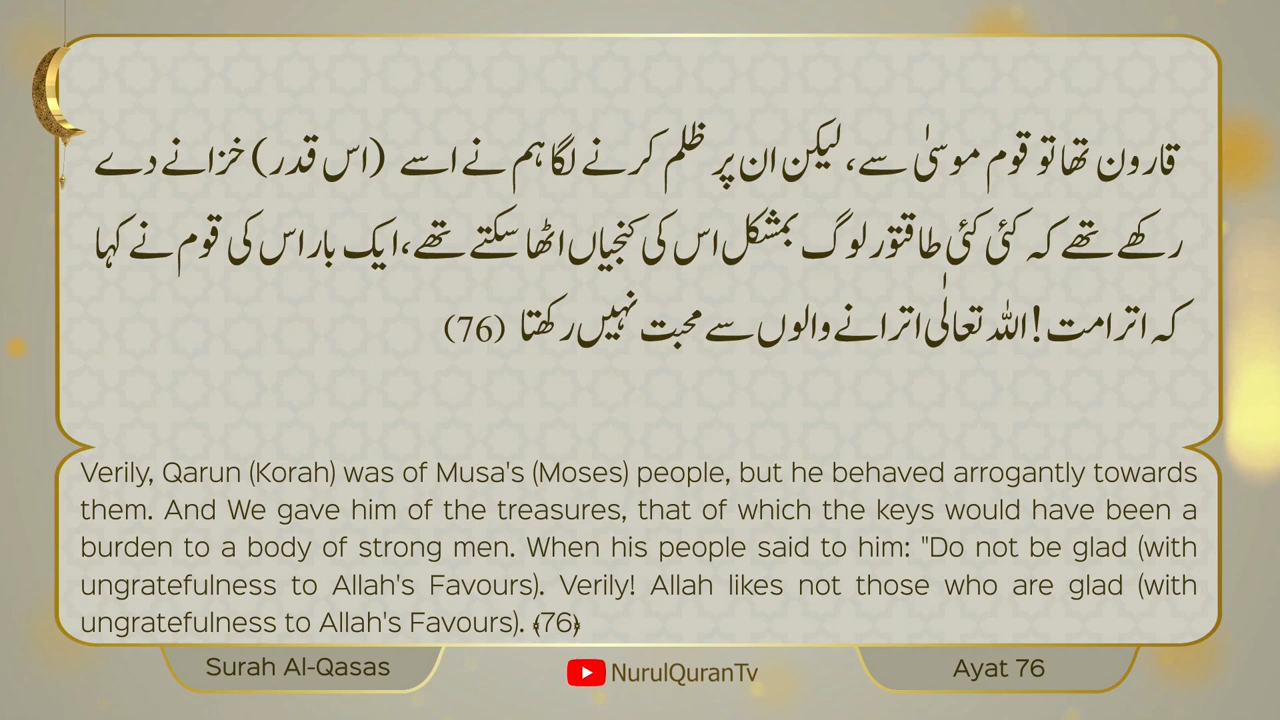 قارون تھا تو قوم موسیٰ سے، لیکن ان پر ظلم کرنے لگا ہم نے اسے (اس قدر) خزانے دے
رکھے تھے کہ کئی کئی طاقتور لوگ بمشکل اس کی کنجیاں اٹھا سکتے تھے، ایک بار اس کی قوم نے کہا
کہ اترا مت! اللہ تعالٰی اترانے والوں سے محبت نہیں رکھتا (76)
Verily, Qarun (Korah) was of Musa's (Moses) people, but he behaved arrogantly towards
them. And We gave him of the treasures, that of which the keys would have been a
burden to a body of strong men. When his people said to him: "Do not be glad (with
ungratefulness to Allah's Favours). Verily! Allah likes not those who are glad (with
ungratefulness to Allah's Favours). ﴾76﴿
Surah Al-Qasas
NurulQuranTv
Ayat 76